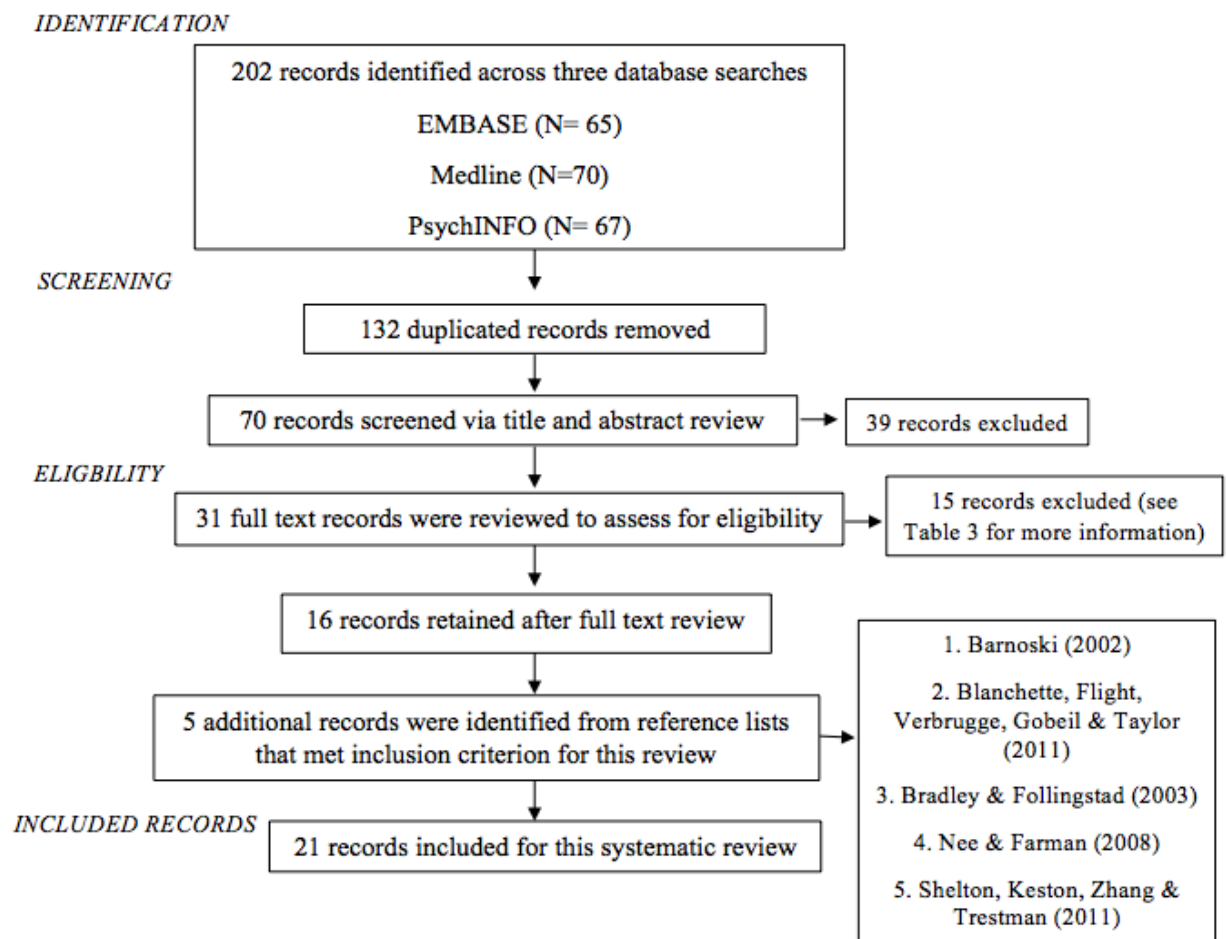 IDENTIFICATION
202 records identified across three database searches
EMBASE (N= 65)
Medline (N=70)
PsychINFO (N= 67)
SCREENING
132 duplicated records removed
70 records screened via title and abstract review
39 records excluded
ELIGBILITY
31 full text records were reviewed to assess for eligibility
15 records excluded (see
Table 3 for more information)
16 records retained after full text review
5 additional records were identified from reference lists
that met inclusion criterion for this review
1. Barnoski (2002)
2. Blanchette, Flight,
Verbrugge, Gobeil & Taylor
(2011)
3. Bradley & Follingstad (2003)
4. Nee & Farman (2008)
5. Shelton, Keston, Zhang &
Trestman (2011)
INCLUDED RECORDS
21 records included for this systematic review